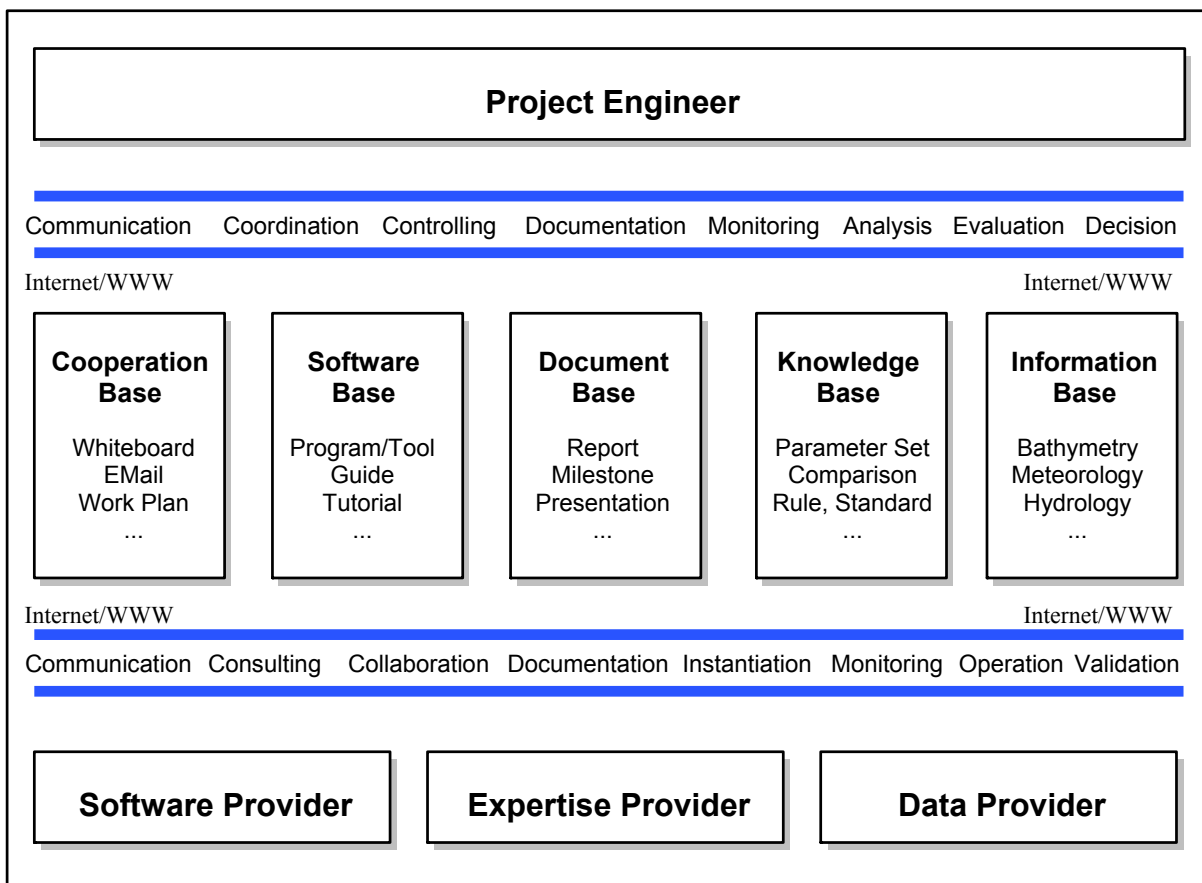 Project Engineer
Communication Coordination Controlling Documentation Monitoring Analysis Evaluation Decision
Internet/WWW Internet/WWW
Cooperation
Base
Whiteboard
EMail
Work Plan
...
Software
Base
Program/Tool
Guide
Tutorial
...
Document
Base
Report
Milestone
Presentation
...
Knowledge
Base
Parameter Set
Comparison
Rule, Standard
...
Information
Base
Bathymetry
Meteorology
Hydrology
...
Internet/WWW Internet/WWW
Communication Consulting Collaboration Documentation Instantiation Monitoring Operation Validation
Software Provider
Expertise Provider
Data Provider